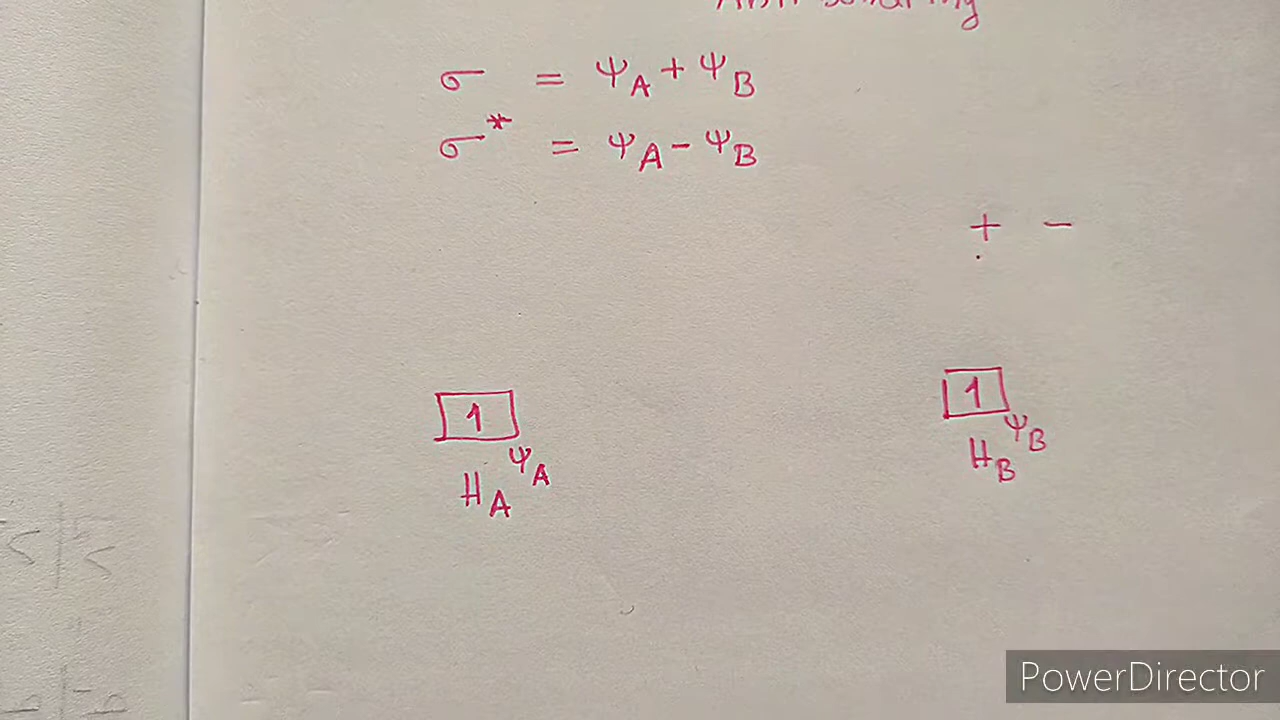 σ = ψA + ψB
σ* = ψA - ψB
+ -
1 1
ψA ψB
HA HB
PowerDirector